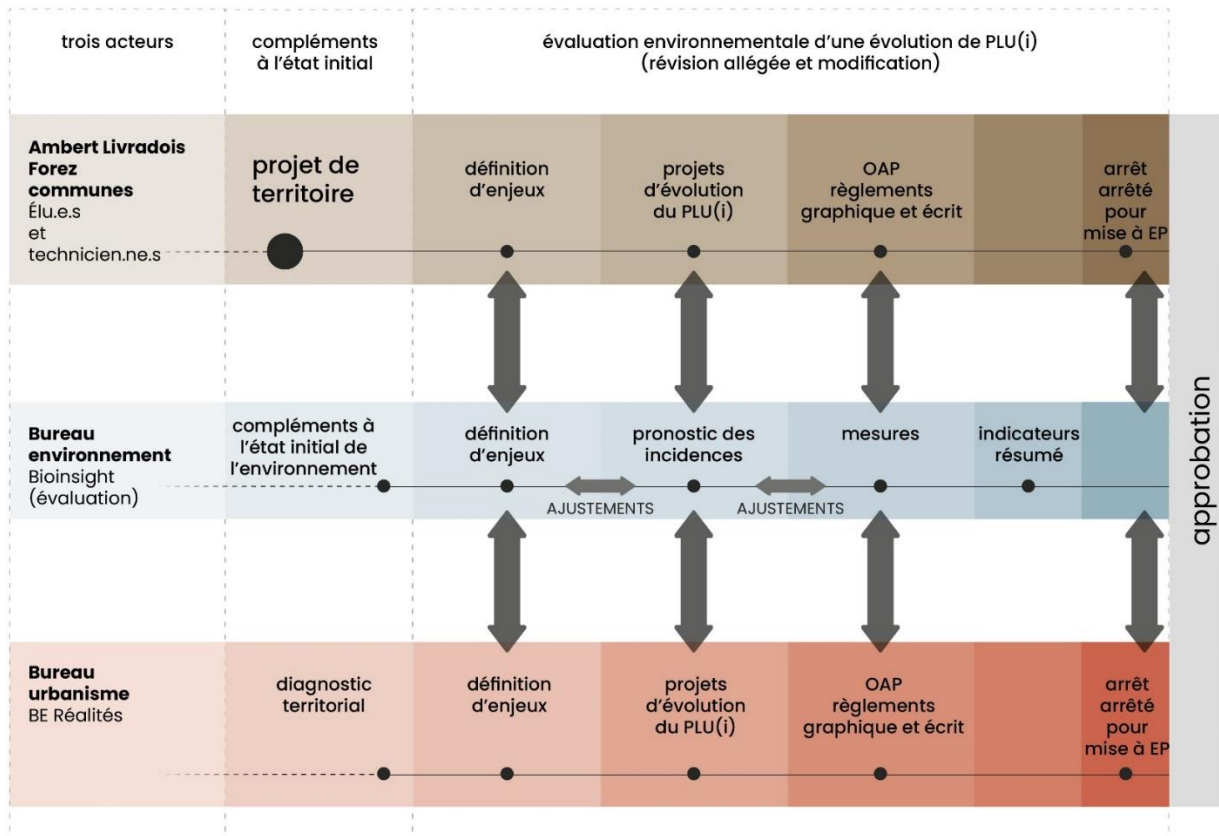 trois acteurs
compléments
à l'état initial
évaluation environnementale d'une évolution de PLU(i)
(révision allégée et modification)
Ambert Livradois
Forez
communes
Élu.e.s
et
technicien.ne.s
projet de
territoire
définition
d'enjeux
projets
d'évolution
du PLU(i)
OAP
règlements
graphique et écrit
arrêt
arrêté
pour
mise à EP
Bureau
environnement
Bioinsight
(évaluation)
compléments à
l'état initial de
l'environnement
définition
d'enjeux
pronostic des
incidences
mesures
indicateurs
résumé
AJUSTEMENTS
AJUSTEMENTS
Bureau
urbanisme
BE Réalités
diagnostic
territorial
définition
d'enjeux
projets
d'évolution
du PLU(i)
OAP
règlements
graphique et écrit
arrêt
arrêté
pour
mise à EP
approbation